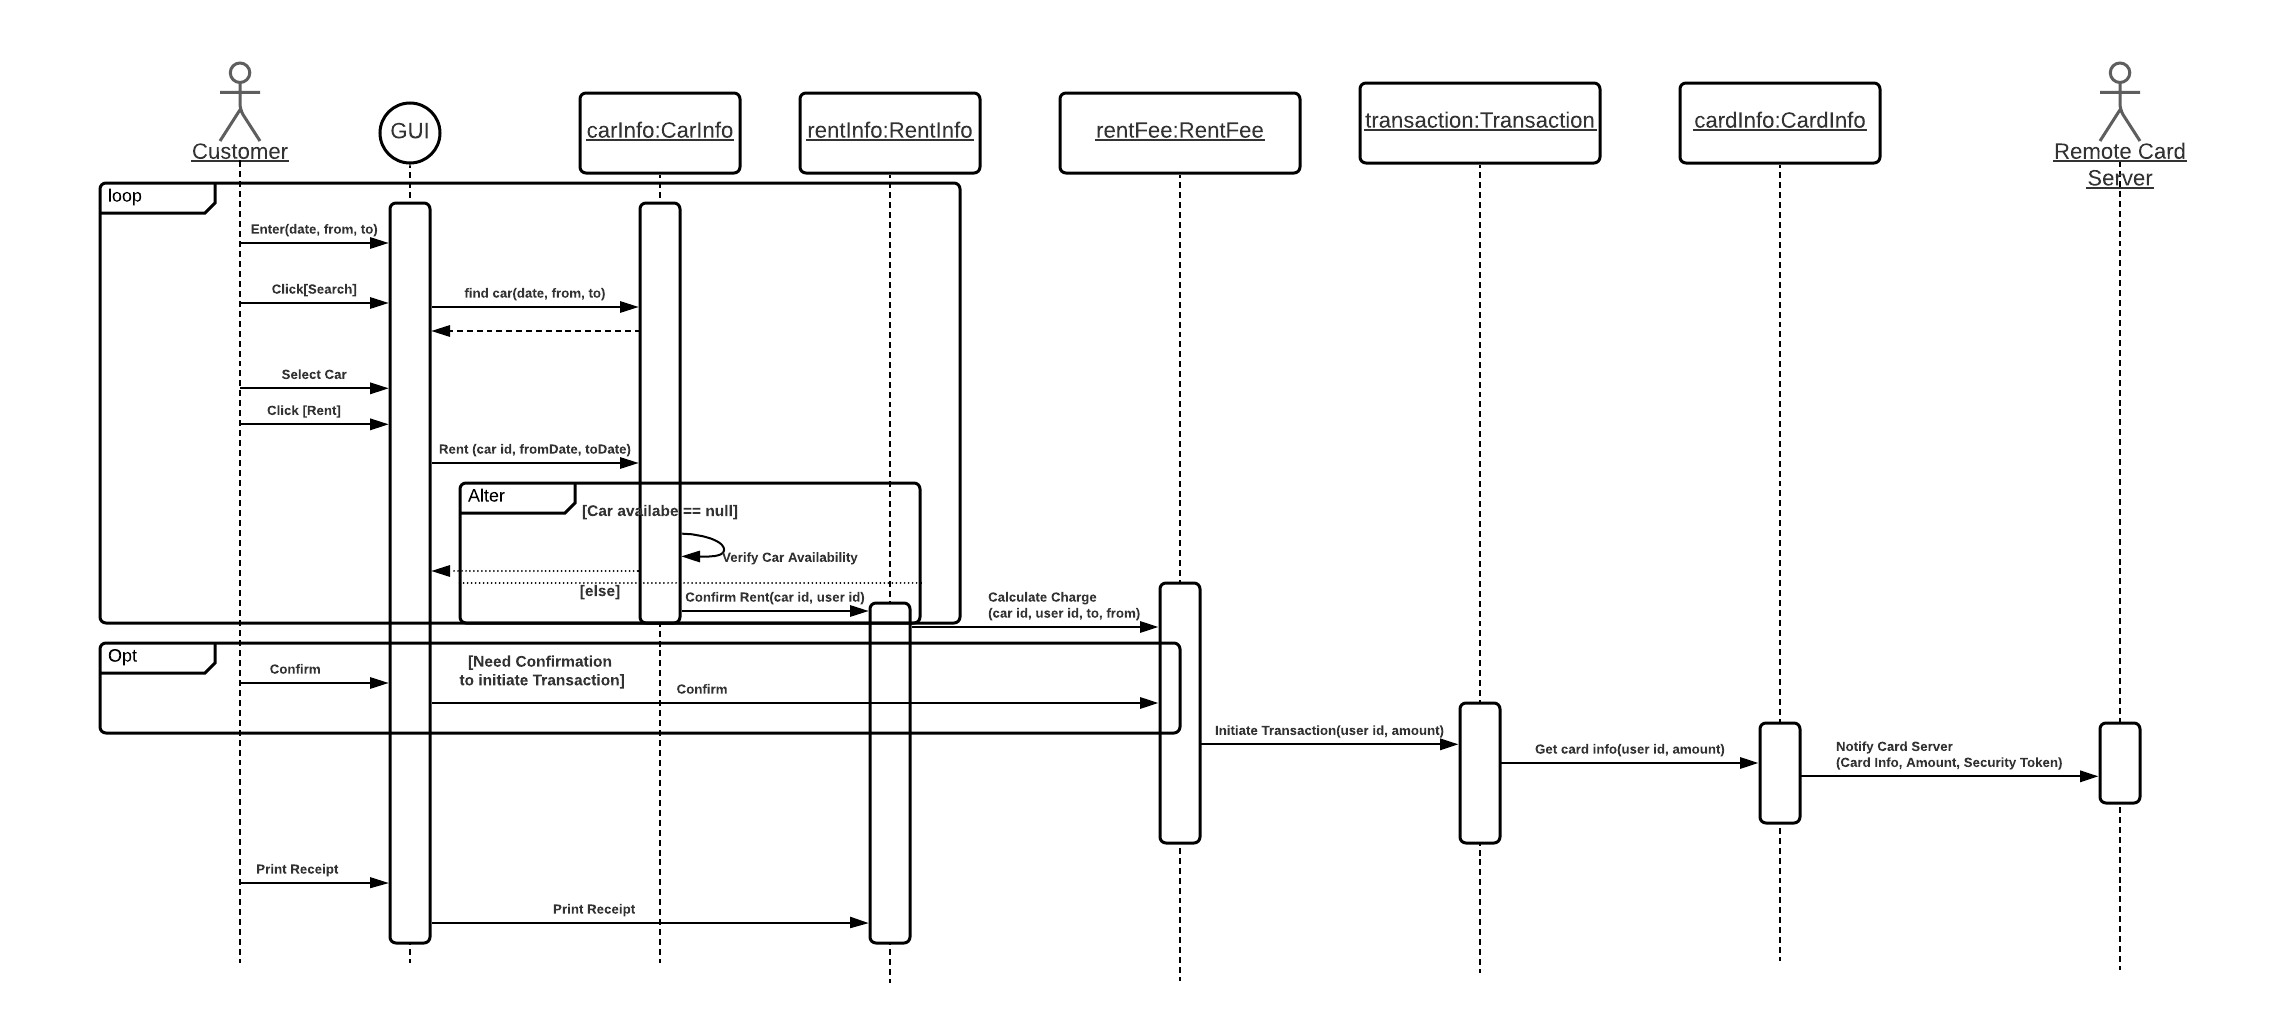 Customer
GUI
carInfo:CarInfo
rentInfo:RentInfo
rentFee:RentFee
transaction:Transaction
cardInfo:CardInfo
Remote Card
Server
loop
Enter(date, from, to)
Click[Search]
find car(date, from, to)
Select Car
Click [Rent]
Rent (car id, fromDate, toDate)
Alter
[Car availabe == null]
Verify Car Availability
[else]
Confirm Rent(car id, user id)
Calculate Charge
(car id, user id, to, from)
Opt
[Need Confirmation
to initiate Transaction]
Confirm
Confirm
Initiate Transaction(user id, amount)
Get card info(user id, amount)
Notify Card Server
(Card Info, Amount, Security Token)
Print Receipt
Print Receipt